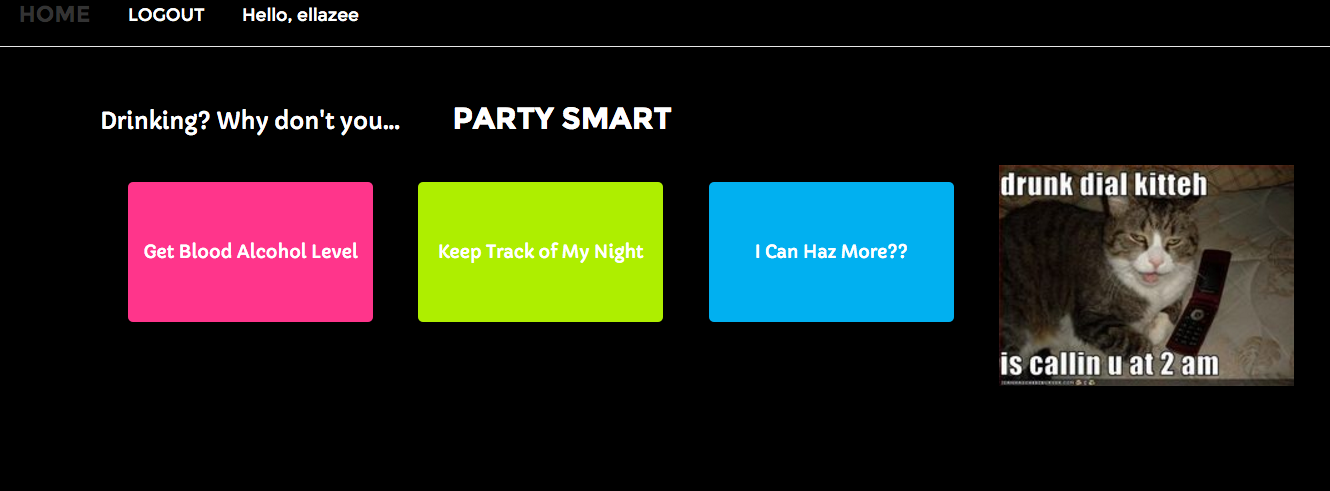 HOME LOGOUT Hello, ellazee
Drinking? Why don't you... PARTY SMART
Get Blood Alcohol Level
Keep Track of My Night
I Can Haz More??
drunk dial kitteh
is callin u at 2 am